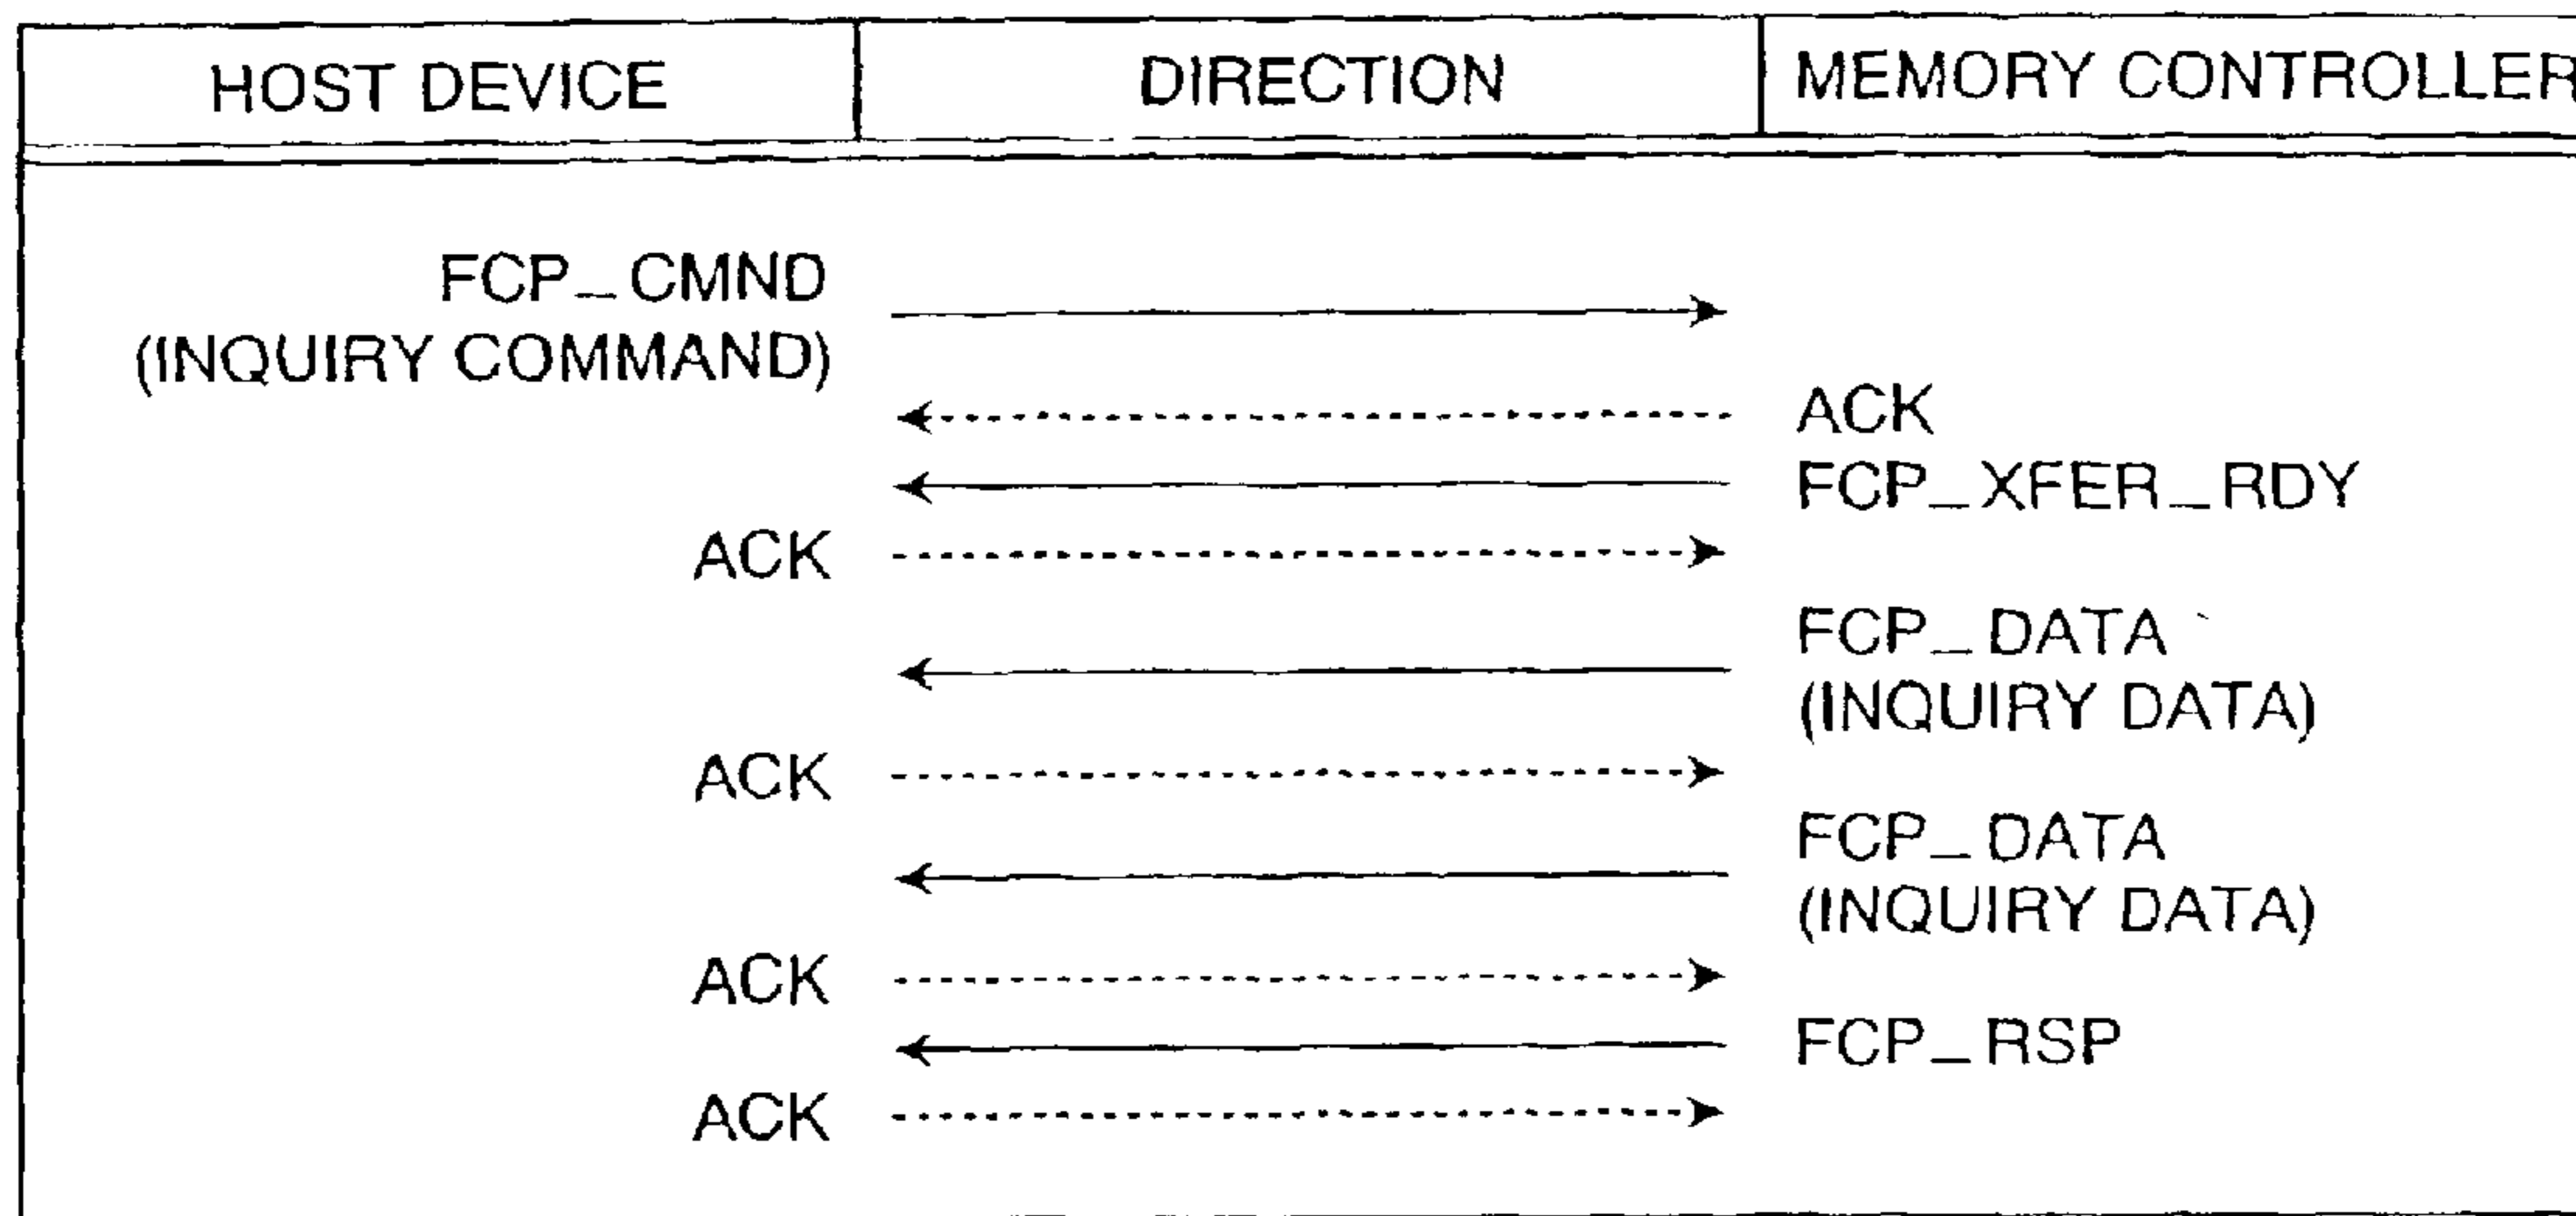 HOST DEVICE DIRECTION MEMORY CONTROLLER
FCP_CMND
(INQUIRY COMMAND)
ACK
FCP_XFER_RDY
ACK
FCP_DATA
(INQUIRY DATA)
ACK
FCP_DATA
(INQUIRY DATA)
ACK
FCP_RSP
ACK